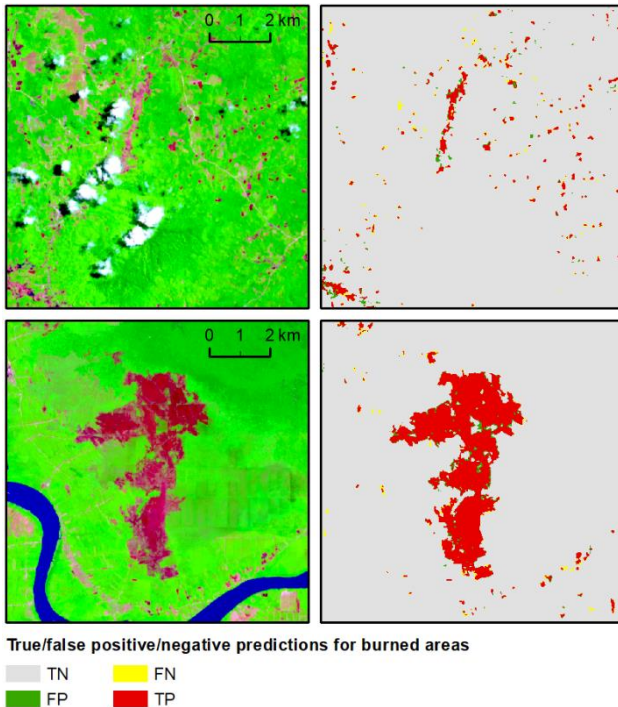 0 1 2 km
0 1 2 km
True/false positive/negative predictions for burned areas
TN FN
FP TP